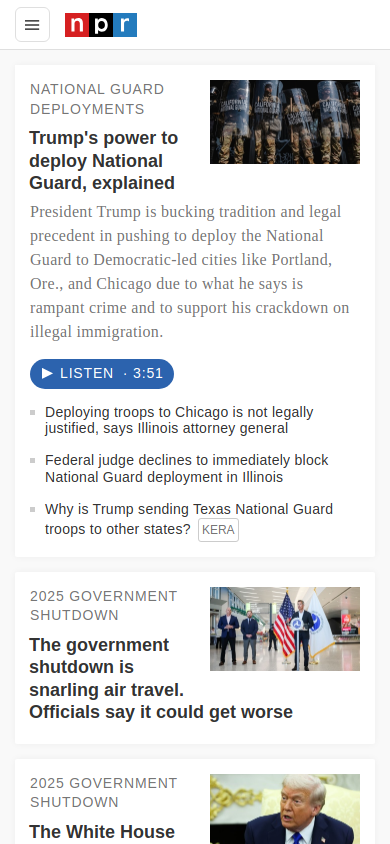 npr
NATIONAL GUARD
DEPLOYMENTS
Trump's power to
deploy National
Guard, explained
President Trump is bucking tradition and legal
precedent in pushing to deploy the National
Guard to Democratic-led cities like Portland,
Ore., and Chicago due to what he says is
rampant crime and to support his crackdown on
illegal immigration.
LISTEN · 3:51
Deploying troops to Chicago is not legally
justified, says Illinois attorney general
Federal judge declines to immediately block
National Guard deployment in Illinois
Why is Trump sending Texas National Guard
troops to other states? KERA
2025 GOVERNMENT
SHUTDOWN
The government
shutdown is
snarling air travel.
Officials say it could get worse
2025 GOVERNMENT
SHUTDOWN
The White House